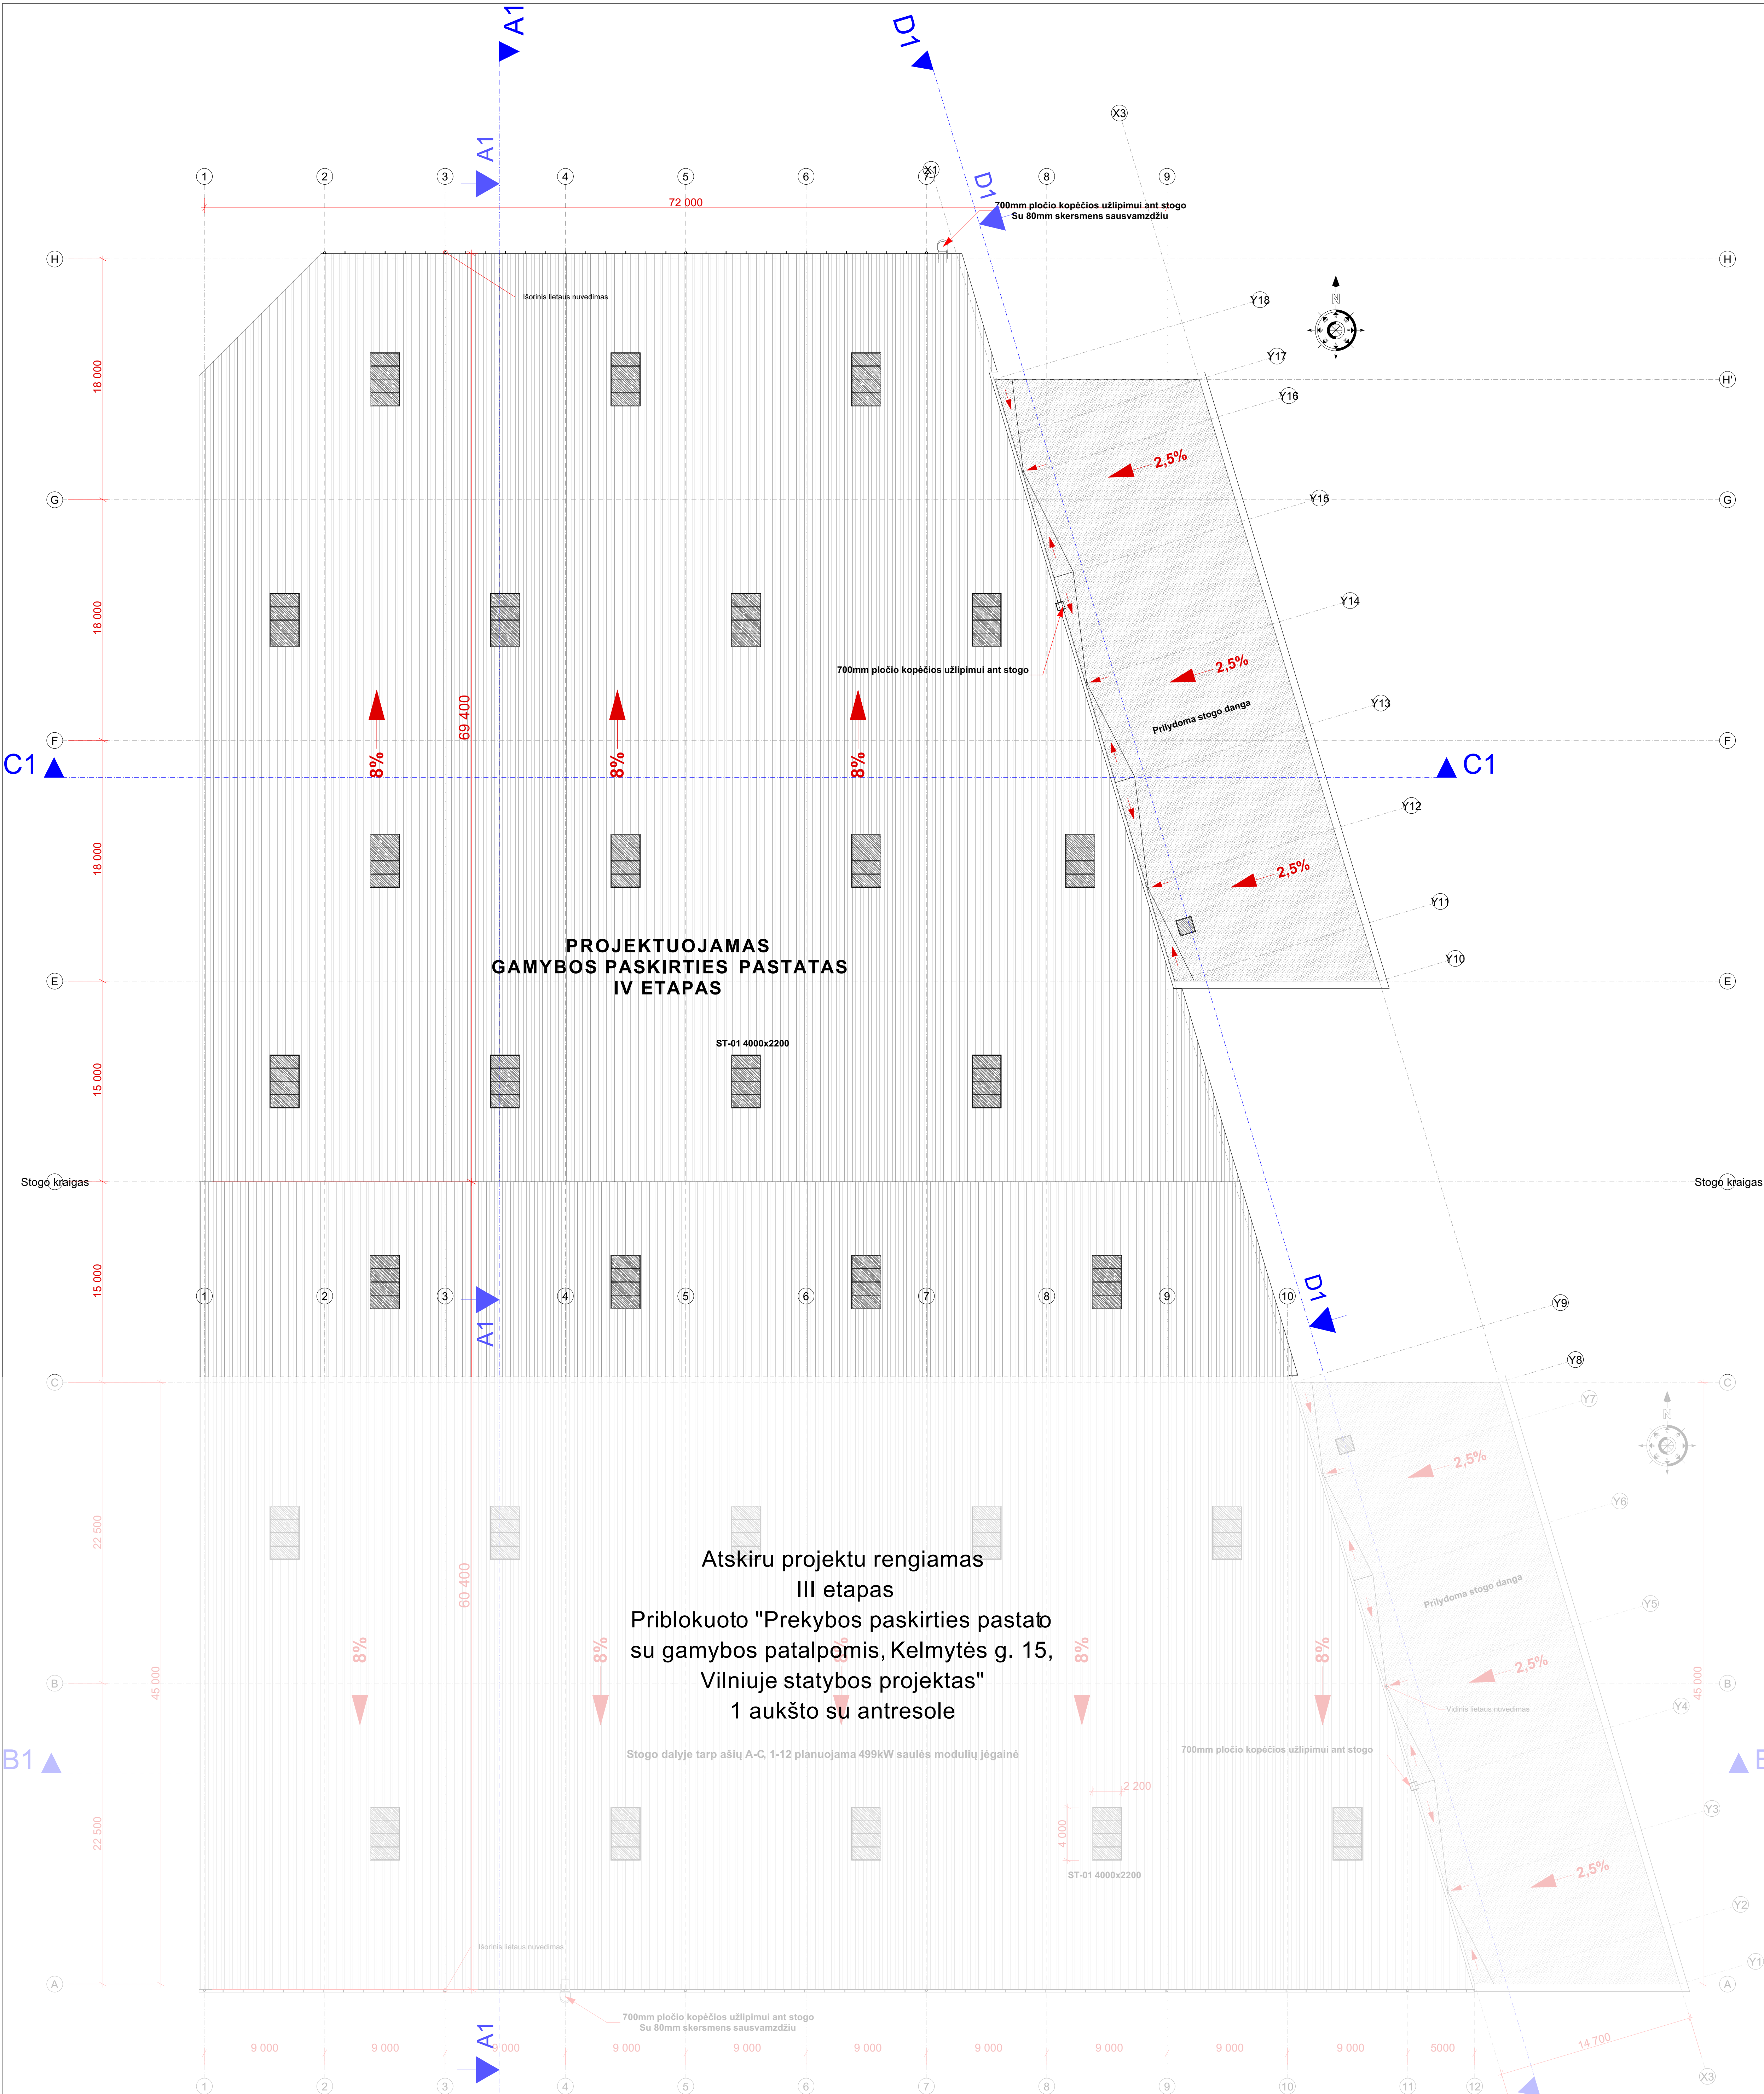 A1
D1
X3
A1
X1
D1
1
2
3
4
5
6
7
8
9
72 000
700mm pločio kopėčios užlipimui ant stogo
Su 80mm skersmens sausvamzdžiu
H
H
Išorinis lietaus nuvedimas
Y18
N
18 000
Y17
H'
Y16
2,5%
G
Y15
G
18 000
Y14
700mm pločio kopėčios užlipimui ant stogo
2,5%
69 400
Y13
Prilydoma stogo danga
F
F
C1
8%
8%
8%
C1
Y12
18 000
2,5%
Y11
PROJEKTUOJAMAS
GAMYBOS PASKIRTIES PASTATAS
IV ETAPAS
Y10
E
E
ST-01 4000x2200
15 000
Stogo kraigas
Stogo kraigas
15 000
1
2
3
4
5
6
7
8
9
10
D1
Y9
A1
Y8
C
C
Y7
N
2,5%
Y6
22 500
Atskiru projektu rengiamas
III etapas
Priblokuoto "Prekybos paskirties pastato
su gamybos patalpomis, Kelmytės g. 15,
Vilniuje statybos projektas"
1 aukšto su antresole
60 400
Prilydoma stogo danga
Y5
8%
8%
8%
8%
8%
2,5%
45 000
B
B
45 000
Vidinis lietaus nuvedimas
Y4
B1
Stogo dalyje tarp ašių A-C, 1-12 planuojama 499kW saulės modulių jėgainė
700mm pločio kopėčios užlipimui ant stogo
2 200
Y3
22 500
4 000
ST-01 4000x2200
2,5%
Y2
Išorinis lietaus nuvedimas
Y1
A
A
700mm pločio kopėčios užlipimui ant stogo
Su 80mm skersmens sausvamzdžiu
A1
9 000
9 000
9 000
9 000
9 000
9 000
9 000
9 000
9 000
9 000
5000
14 700
1
2
3
4
5
6
7
8
9
10
11
12
X3